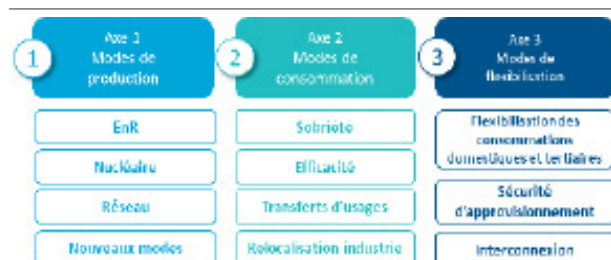 1
Axe 1
Modes de
production
EnR
Nucléaire
Réseau
Nouveaux modes
2
Axe 2
Modes de
consommation
Sobriété
Efficacité
Transferts d'usages
Relocalisation industrie
3
Axe 3
Modes de
flexibilisation
Flexibilisation des
consommations
domestiques et tertiaires
Sécurité
d'approvisionnement
Interconnexion